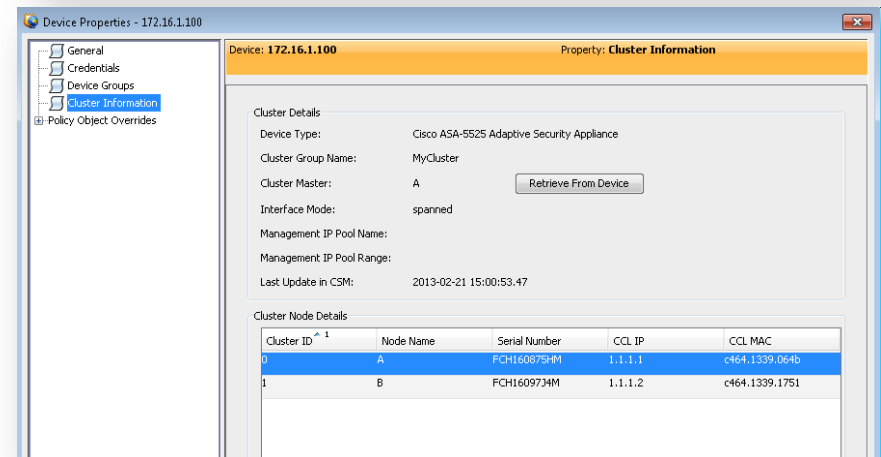 Device Properties - 172.16.1.100
General
Credentials
Device Groups
Cluster Information
Policy Object Overrides
Device: 172.16.1.100 Property: Cluster Information
Cluster Details
Device Type: Cisco ASA-5525 Adaptive Security Appliance
Cluster Group Name: MyCluster
Cluster Master: A Retrieve From Device
Interface Mode: spanned
Management IP Pool Name:
Management IP Pool Range:
Last Update in CSM: 2013-02-21 15:00:53.47
Cluster Node Details
Cluster ID 1 Node Name Serial Number CCL IP CCL MAC
0 A FCH160875HM 1.1.1.1 c464.1339.064b
1 B FCH16097J4M 1.1.1.2 c464.1339.1751